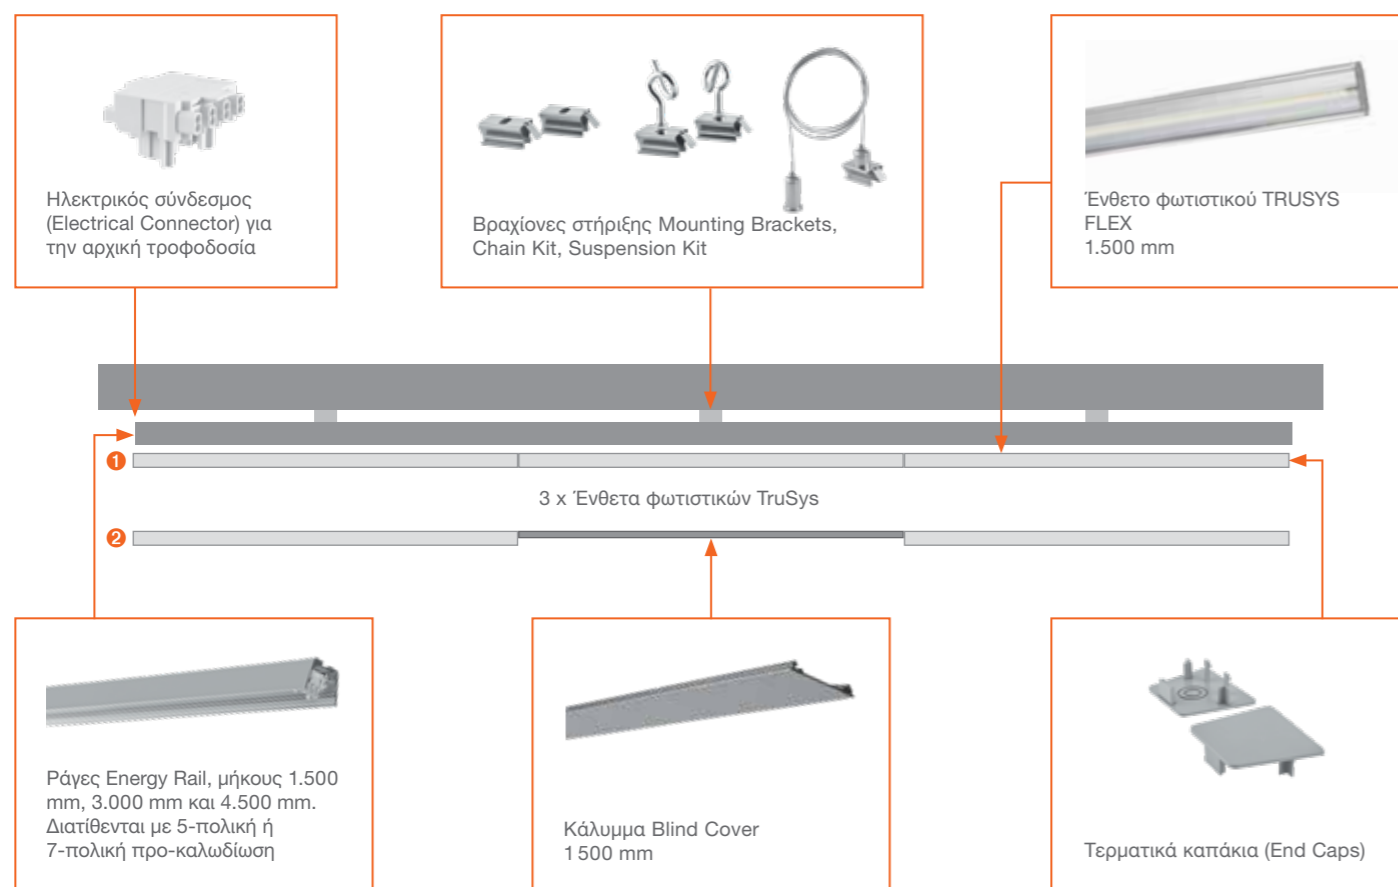 Ηλεκτρικός σύνδεσμος
(Electrical Connector) για
την αρχική τροφοδοσία
Βραχίονες στήριξης Mounting Brackets,
Chain Kit, Suspension Kit
Ένθετο φωτιστικού TRUSYS
FLEX
1.500 mm
1
3 x Ένθετα φωτιστικών TruSys
2
Ράγες Energy Rail, μήκους 1.500
mm, 3.000 mm και 4.500 mm.
Διατίθενται με 5-πολική ή
7-πολική προ-καλωδίωση
Κάλυμμα Blind Cover
1500 mm
Τερματικά καπάκια (End Caps)